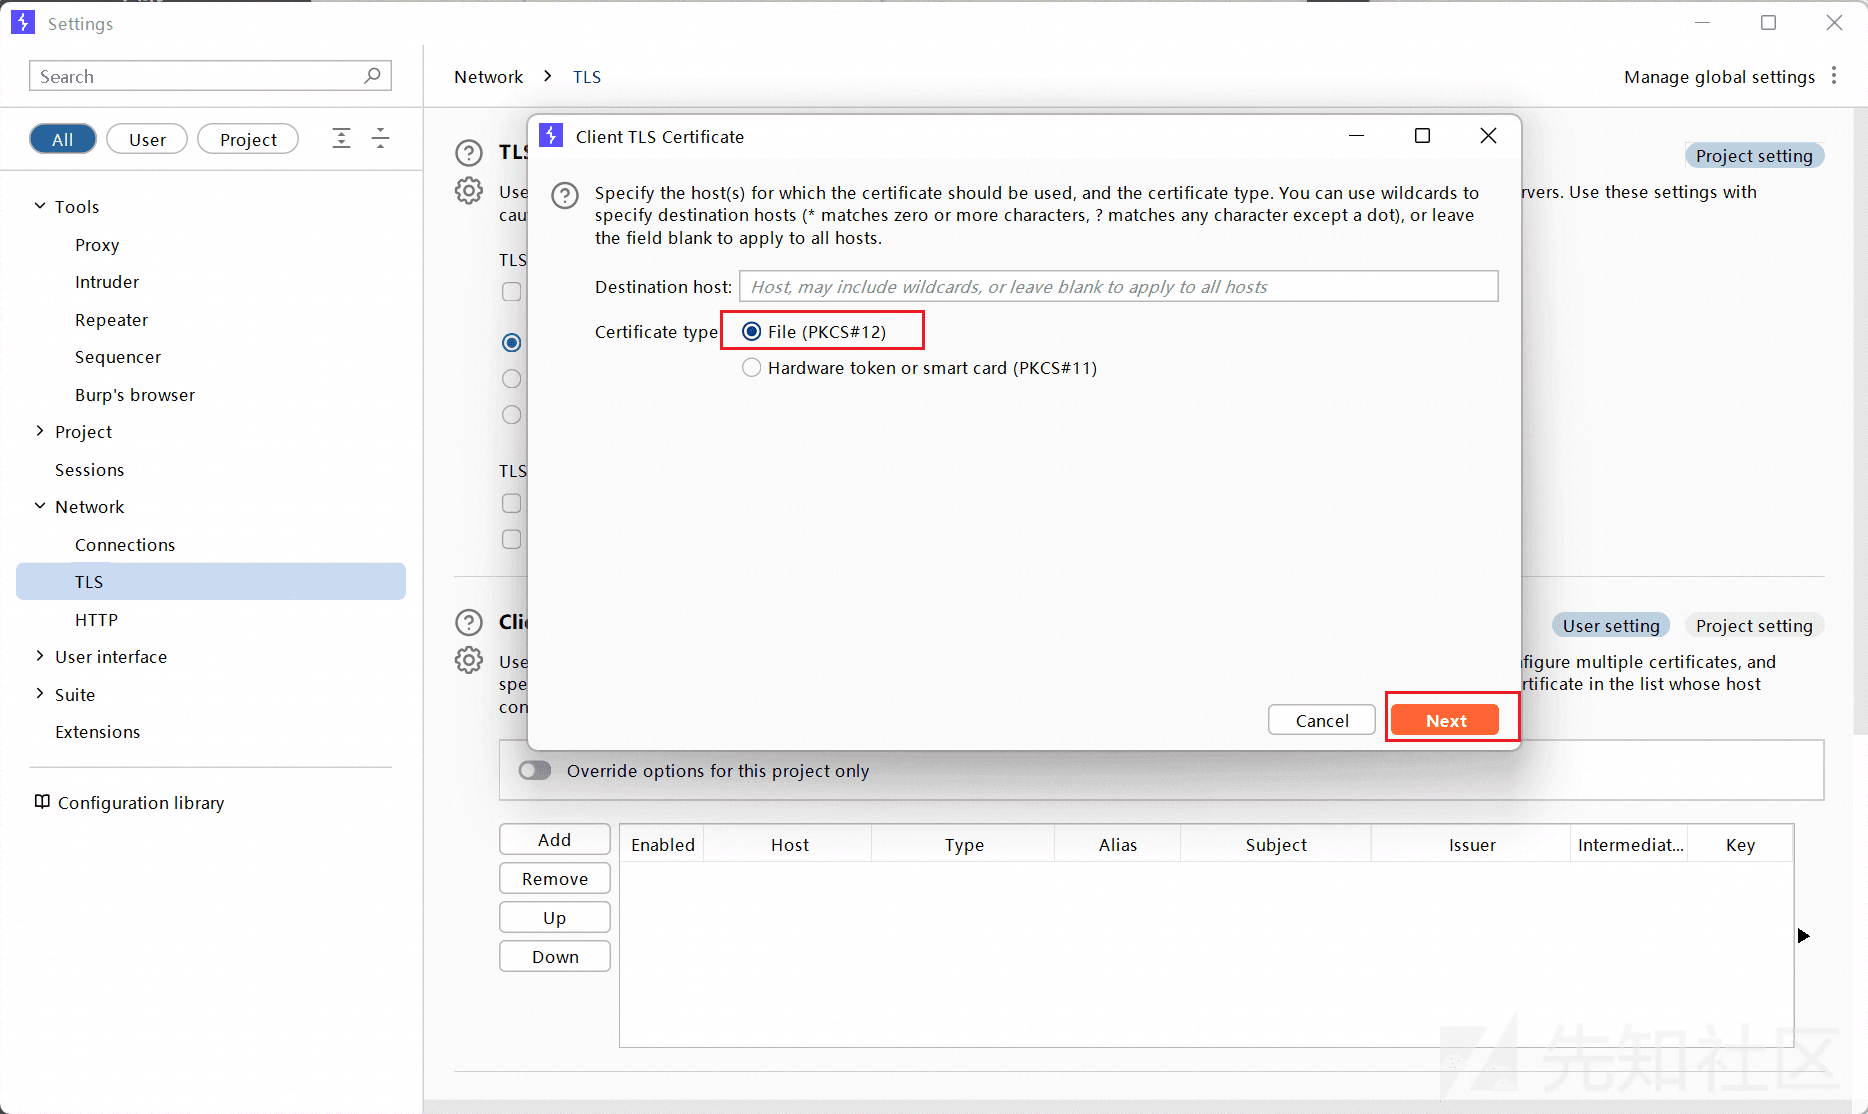 Settings
Search
Network > TLS
Manage global settings
All
User
Project
Tools
Proxy
Intruder
Repeater
Sequencer
Burp's browser
Project
Sessions
Network
Connections
TLS
HTTP
User interface
Suite
Extensions
Configuration library
TLS
Project setting
Use
rvers. Use these settings with
cau
TLS
TLS
Client TLS Certificate
Specify the host(s) for which the certificate should be used, and the certificate type. You can use wildcards to
specify destination hosts (* matches zero or more characters, ? matches any character except a dot), or leave
the field blank to apply to all hosts.
Destination host:
Host, may include wildcards, or leave blank to apply to all hosts
Certificate type
File (PKCS#12)
Hardware token or smart card (PKCS#11)
Cancel
Next
Clie
User setting
Project setting
Use
figure multiple certificates, and
spe
rtificate in the list whose host
con
Override options for this project only
Add
Remove
Up
Down
Enabled
Host
Type
Alias
Subject
Issuer
Intermediat...
Key
先知社区